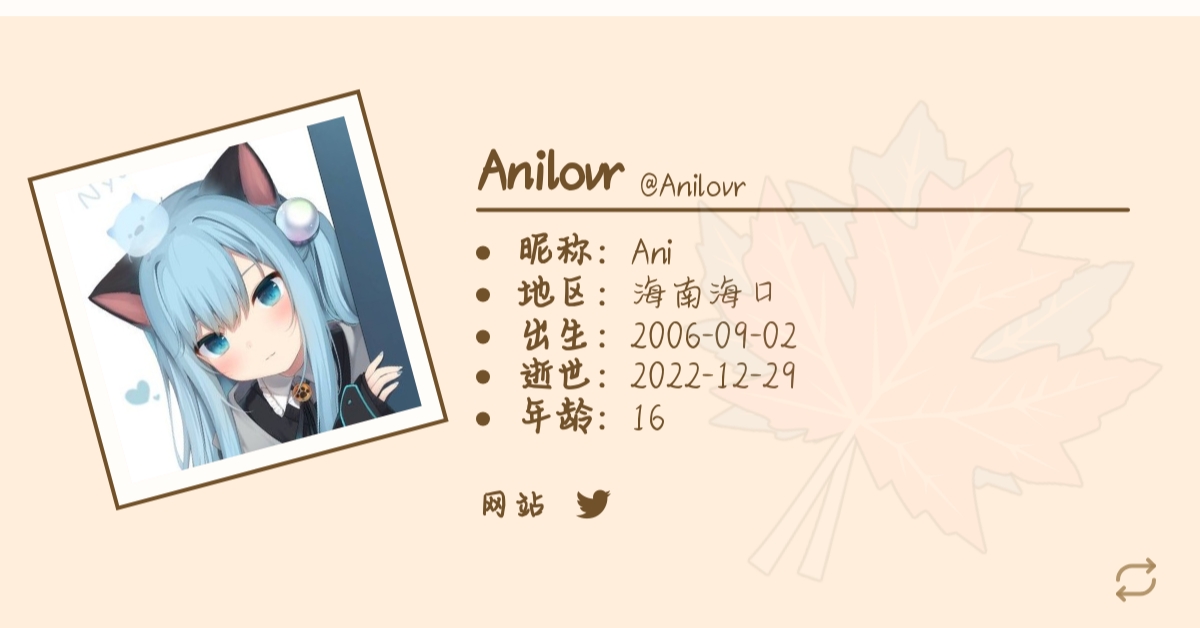 Anilovr @Anilovr
昵称： Ani
地区： 海南海口
出生： 2006-09-02
逝世： 2022-12-29
年龄： 16
网站